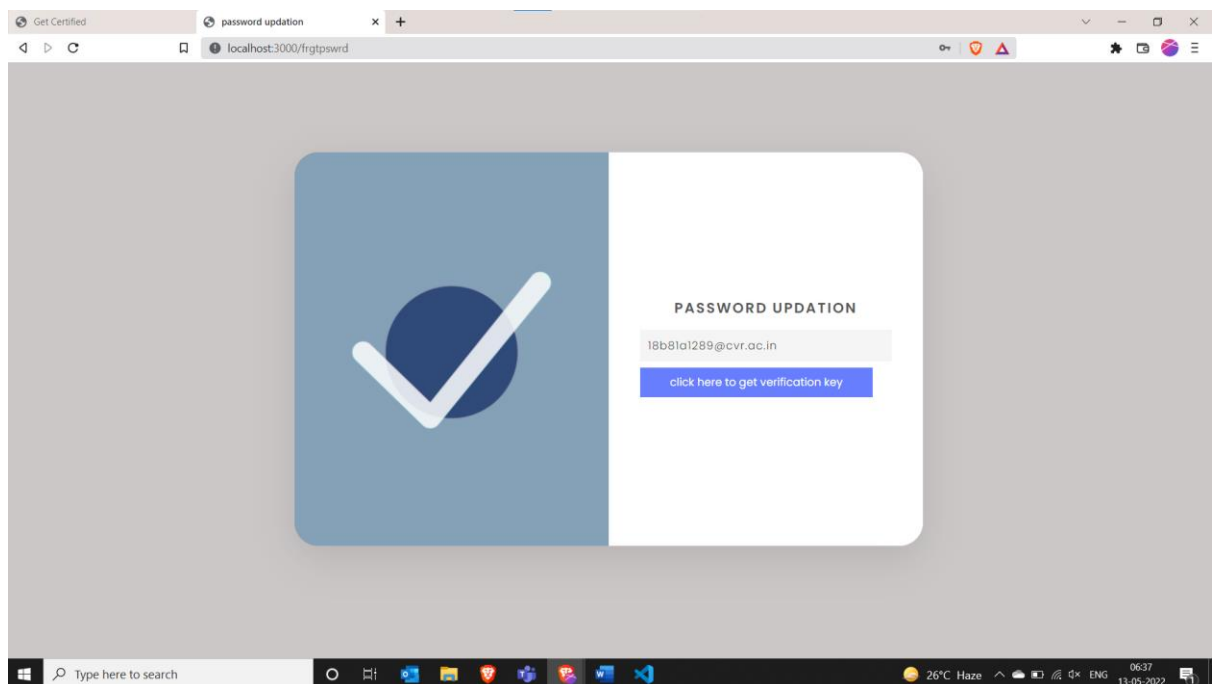 Get Certified
password updation
localhost:3000/frgtpswrd
PASSWORD UPDATION
18b81a1289@cvr.ac.in
click here to get verification key
Type here to search
26°C Haze
ENG
06:37
13-05-2022